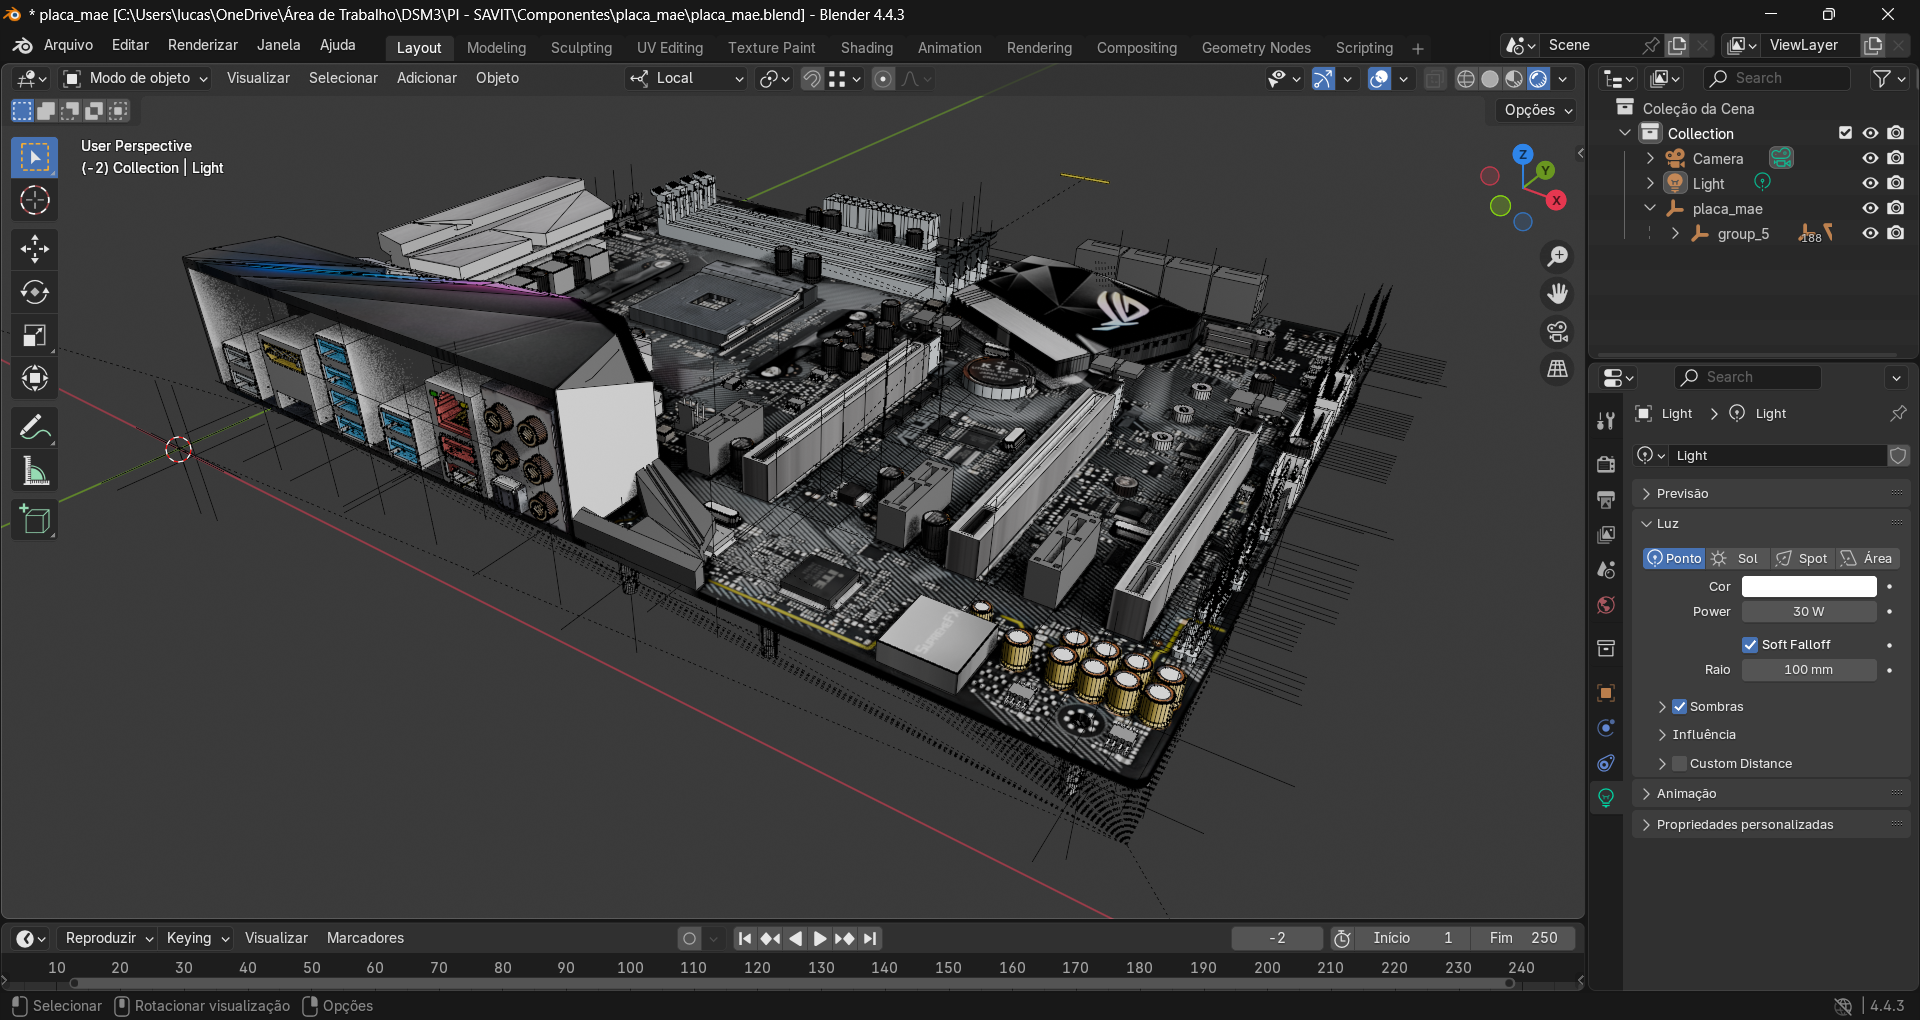 * placa_mae [C:\Users\lucas\OneDrive\Área de Trabalho\DSM3\PI - SAVIT\Componentes\placa_mae\placa_mae.blend] - Blender 4.4.3
Arquivo Editar Renderizar Janela Ajuda Layout Modeling Sculpting UV Editing Texture Paint Shading Animation Rendering Compositing Geometry Nodes Scripting + Scene ViewLayer
Modo de objeto Visualizar Selecionar Adicionar Objeto Local Search
Opções
User Perspective
(-2) Collection | Light
Z
Y
X
Coleção da Cena
Collection
Camera
Light
placa_mae
group_5 188
Search
Light > Light
Light
Previsão
Luz
Ponto Sol Spot Área
Cor
Power 30 W
Soft Falloff
Raio 100 mm
Sombras
Influência
Custom Distance
Animação
Propriedades personalizadas
Reproduzir Keying Visualizar Marcadores -2 Início 1 Fim 250
10 20 30 40 50 60 70 80 90 100 110 120 130 140 150 160 170 180 190 200 210 220 230 240
Selecionar Rotacionar visualização Opções 4.4.3